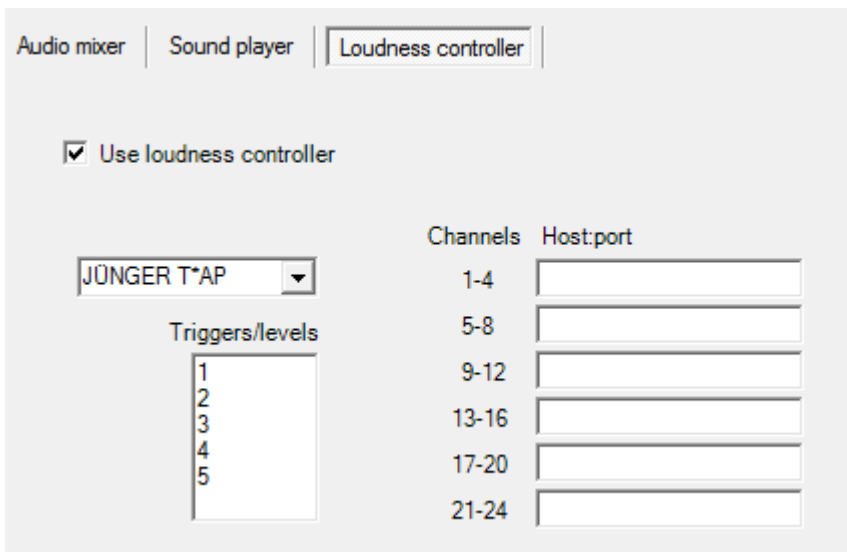 Audio mixer Sound player Loudness controller
Use loudness controller
Channels Host:port
JÜNGER T*AP
1-4
Triggers/levels
5-8
1
2
3
4
5
9-12
13-16
17-20
21-24